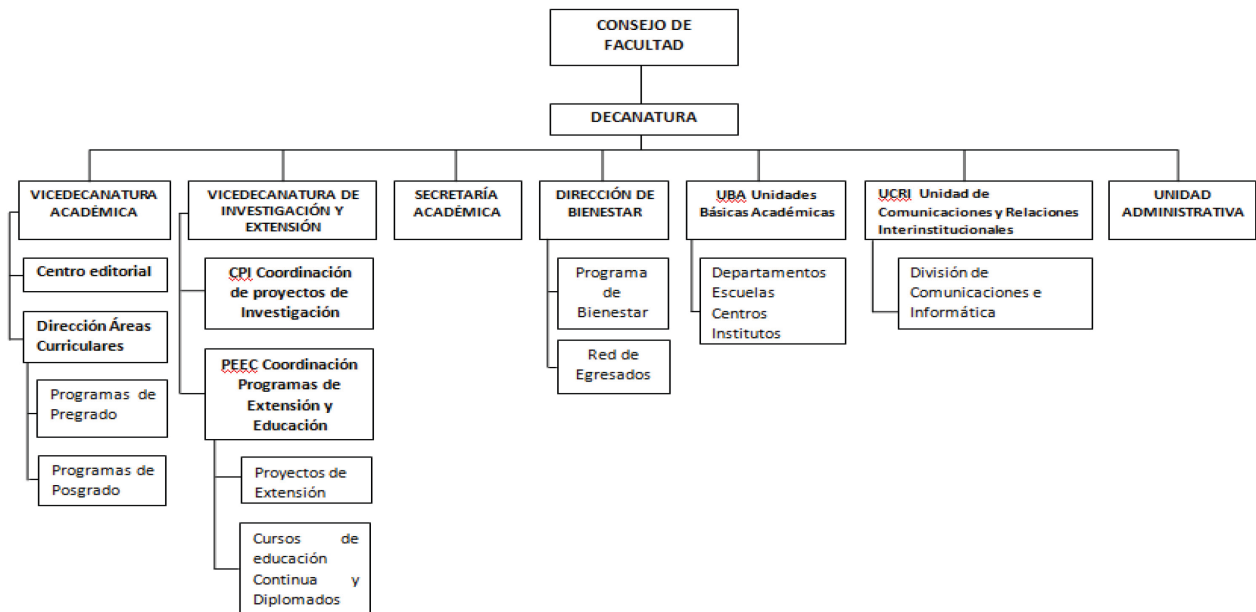 CONSEJO DE
FACULTAD
DECANATURA
VICEDECANATURA
ACADÉMICA
VICEDECANATURA DE
INVESTIGACIÓN Y
EXTENSIÓN
SECRETARÍA
ACADÉMICA
DIRECCIÓN DE
BIENESTAR
UBA Unidades
Básicas Académicas
UCRI Unidad de
Comunicaciones y Relaciones
Interinstitucionales
UNIDAD
ADMINISTRATIVA
Centro editorial
Dirección Áreas
Curriculares
Programas de
Pregrado
Programas de
Posgrado
CPI Coordinación
de proyectos de
Investigación
PEEC Coordinación
Programas de
Extensión y
Educación
Proyectos de
Extensión
Cursos de
educación
Continua y
Diplomados
Programa
de
Bienestar
Red de
Egresados
Departamentos
Escuelas
Centros
Institutos
División de
Comunicaciones e
Informática